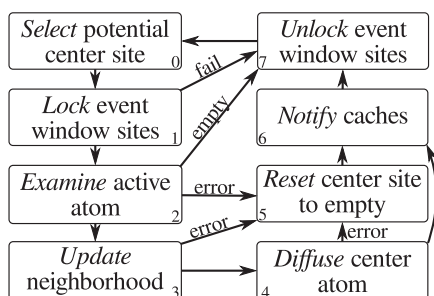 Select potential
center site
0
Unlock event
window sites
7
fail
Lock event
window sites
1
empty
Notify caches
6
Examine active
atom
2
error
Reset center site
to empty
5
error
error
Update
neighborhood
3
Diffuse center
atom
4